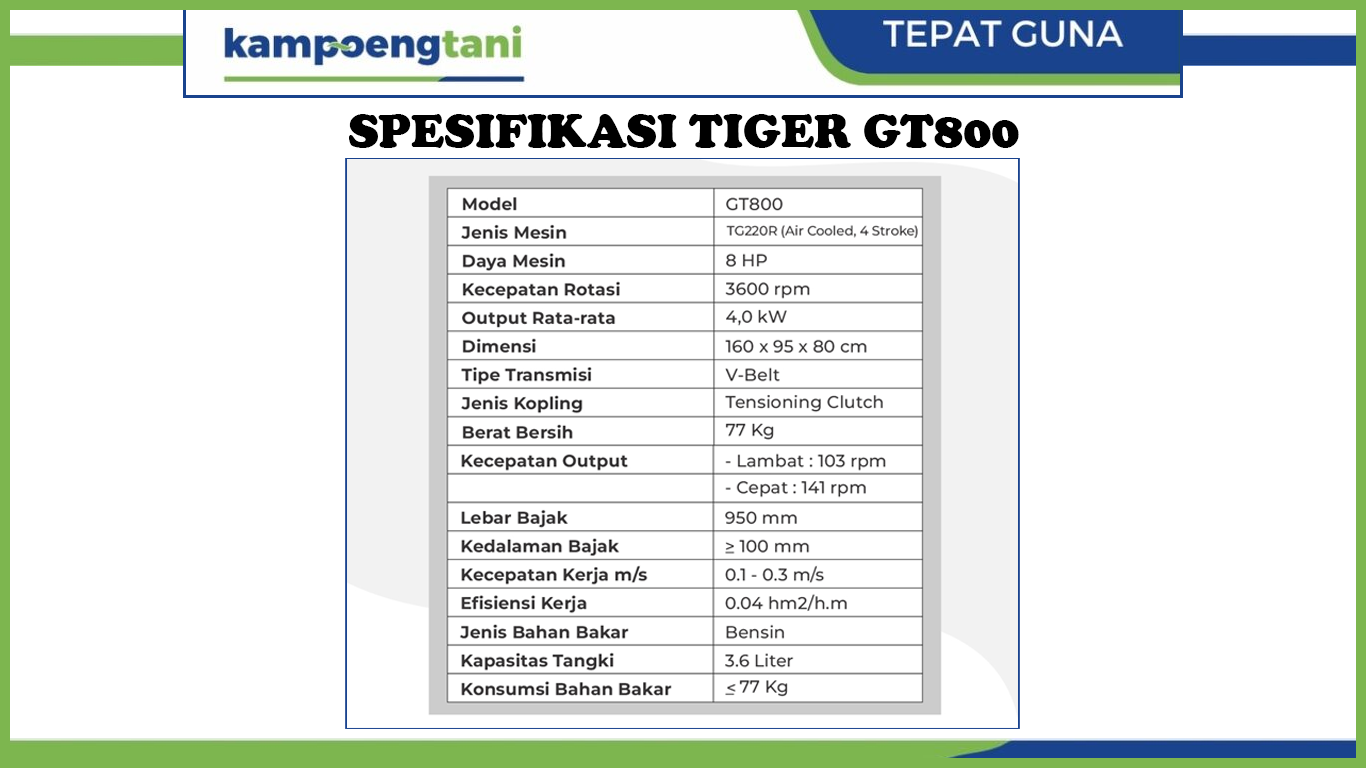 kampoengtani
TEPAT GUNA
SPESIFIKASI TIGER GT800
Model GT800
Jenis Mesin TG220R (Air Cooled, 4 Stroke)
Daya Mesin 8 HP
Kecepatan Rotasi 3600 rpm
Output Rata-rata 4,0 kW
Dimensi 160 x 95 x 80 cm
Tipe Transmisi V-Belt
Jenis Kopling Tensioning Clutch
Berat Bersih 77 Kg
Kecepatan Output - Lambat : 103 rpm
- Cepat : 141 rpm
Lebar Bajak 950 mm
Kedalaman Bajak ≥ 100 mm
Kecepatan Kerja m/s 0.1 - 0.3 m/s
Efisiensi Kerja 0.04 hm2/h.m
Jenis Bahan Bakar Bensin
Kapasitas Tangki 3.6 Liter
Konsumsi Bahan Bakar ≤ 77 Kg